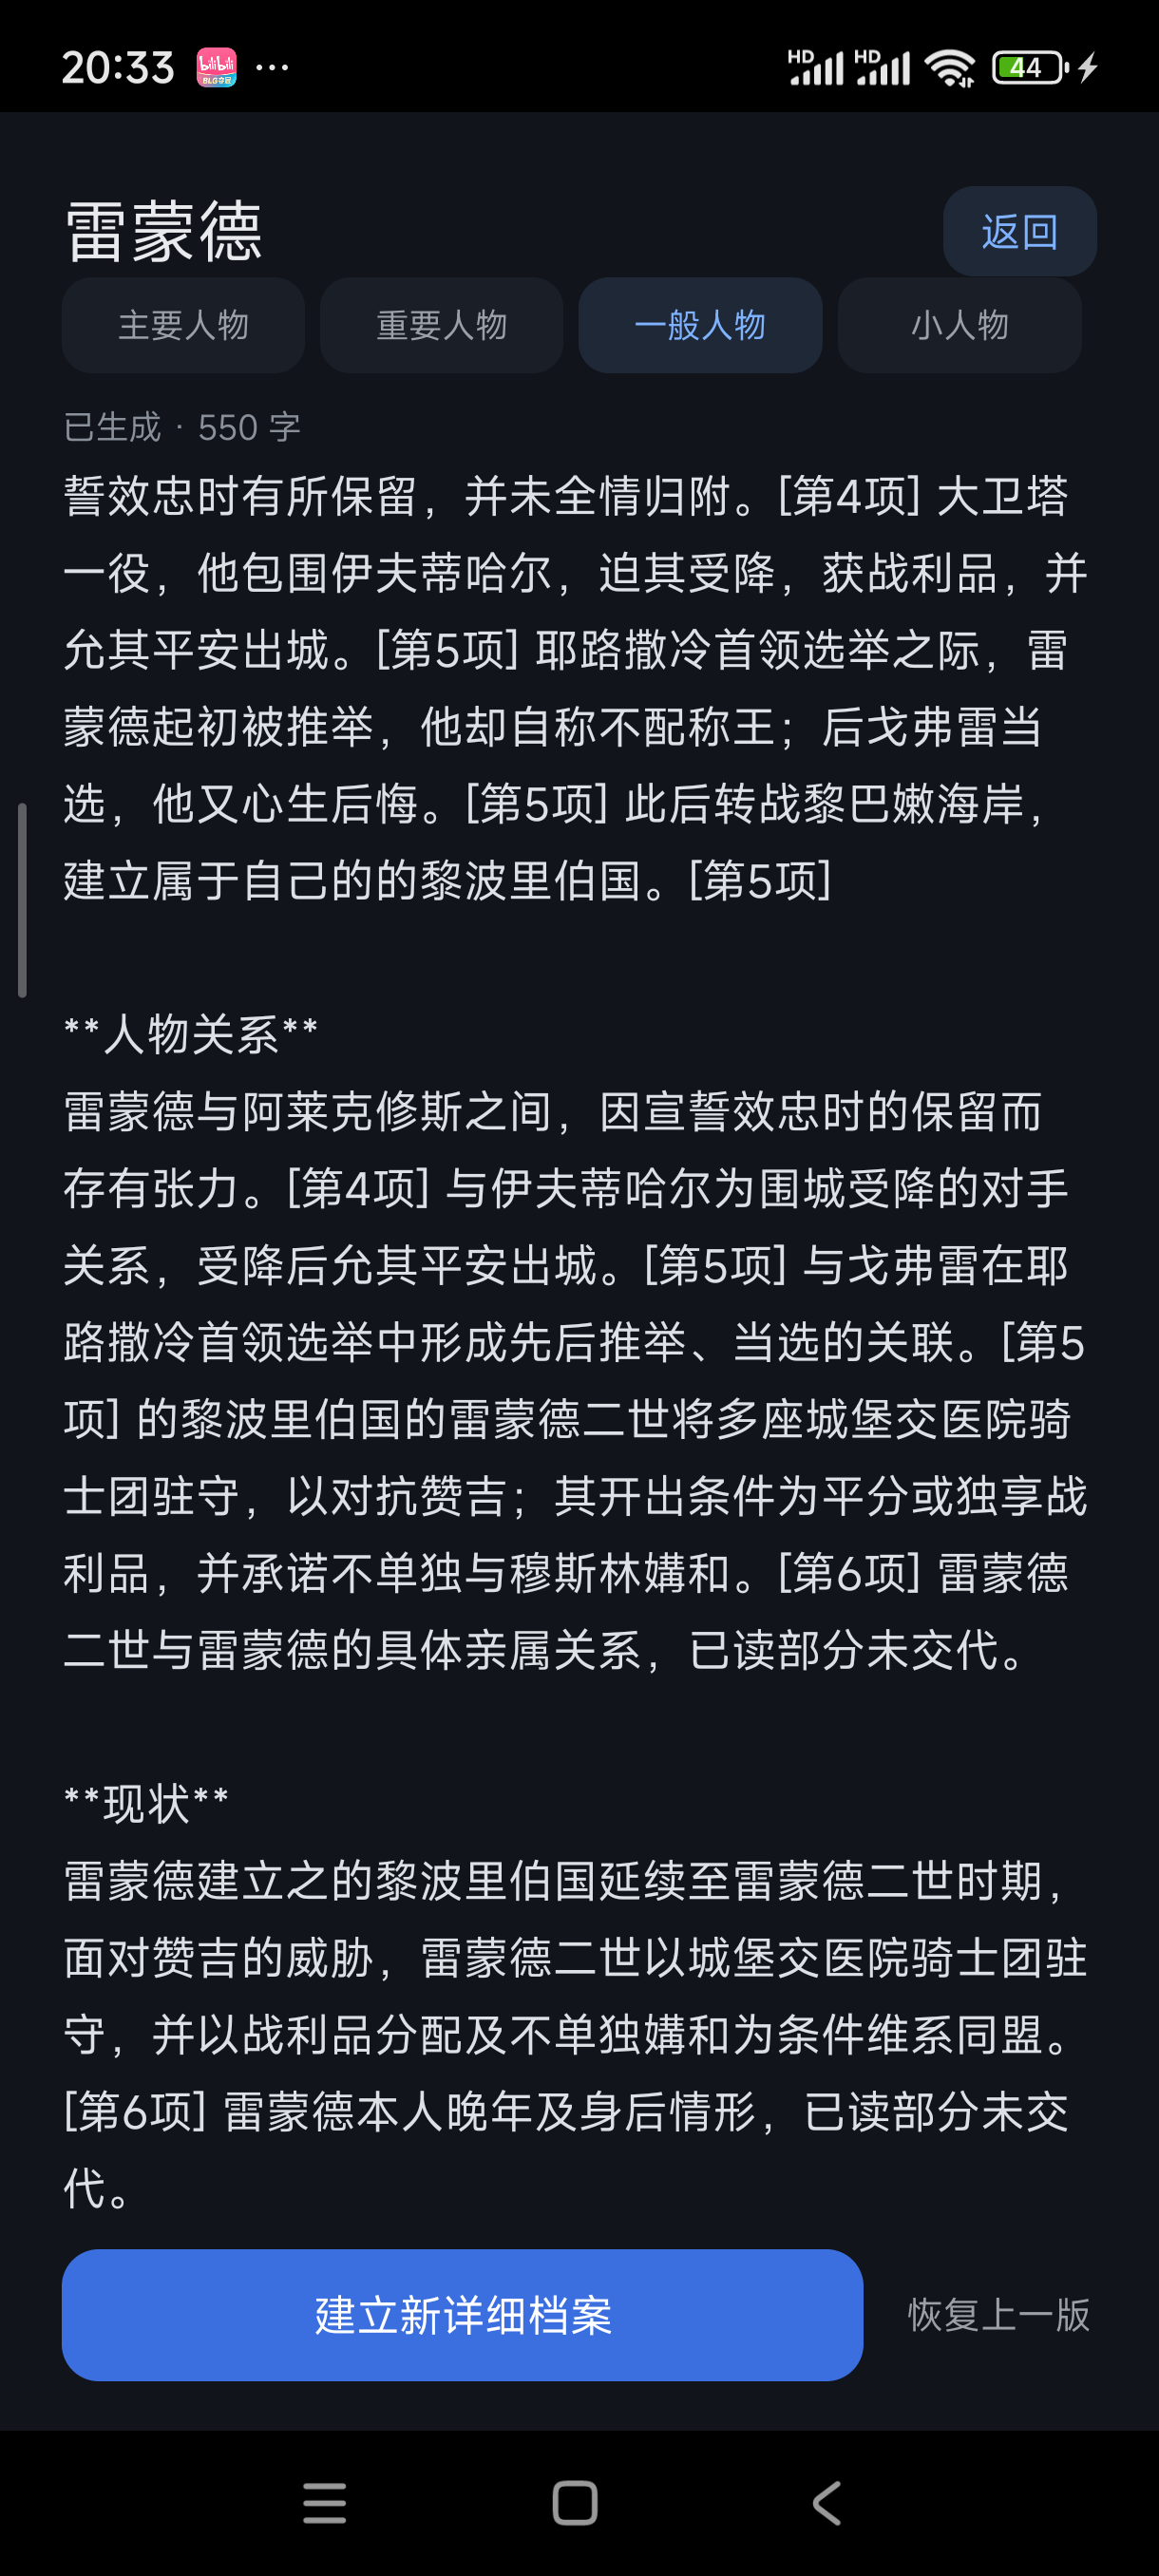 20:33
bilibili
...
HD HD 44
雷蒙德
返回
主要人物 重要人物 一般人物 小人物
已生成 · 550 字
誓效忠时有所保留，并未全情归附。[第4项] 大卫塔
一役，他包围伊夫蒂哈尔，迫其受降，获战利品，并
允其平安出城。[第5项] 耶路撒冷首领选举之际，雷
蒙德起初被推举，他却自称不配称王；后戈弗雷当
选，他又心生后悔。[第5项] 此后转战黎巴嫩海岸，
建立属于自己的的黎波里伯国。[第5项]
**人物关系**
雷蒙德与阿莱克修斯之间，因宣誓效忠时的保留而
存有张力。[第4项] 与伊夫蒂哈尔为围城受降的对手
关系，受降后允其平安出城。[第5项] 与戈弗雷在耶
路撒冷首领选举中形成先后推举、当选的关联。[第5
项] 的黎波里伯国的雷蒙德二世将多座城堡交医院骑
士团驻守，以对抗赞吉；其开出条件为平分或独享战
利品，并承诺不单独与穆斯林媾和。[第6项] 雷蒙德
二世与雷蒙德的具体亲属关系，已读部分未交代。
**现状**
雷蒙德建立之的黎波里伯国延续至雷蒙德二世时期，
面对赞吉的威胁，雷蒙德二世以城堡交医院骑士团驻
守，并以战利品分配及不单独媾和为条件维系同盟。
[第6项] 雷蒙德本人晚年及身后情形，已读部分未交
代。
建立新详细档案
恢复上一版